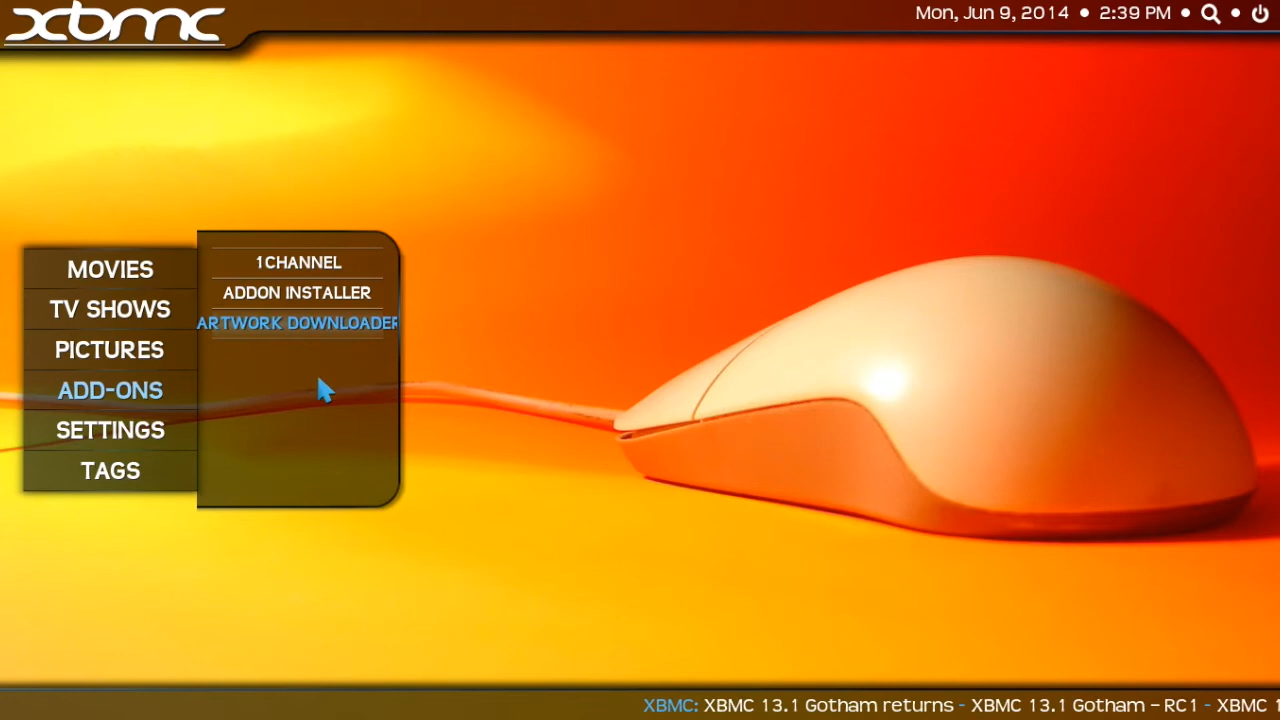 xbmc
Mon, Jun 9, 2014 • 2:39 PM
MOVIES
TV SHOWS
PICTURES
ADD-ONS
SETTINGS
TAGS
1CHANNEL
ADDON INSTALLER
ARTWORK DOWNLOADER
XBMC: XBMC 13.1 Gotham returns - XBMC 13.1 Gotham – RC1 - XBMC 1